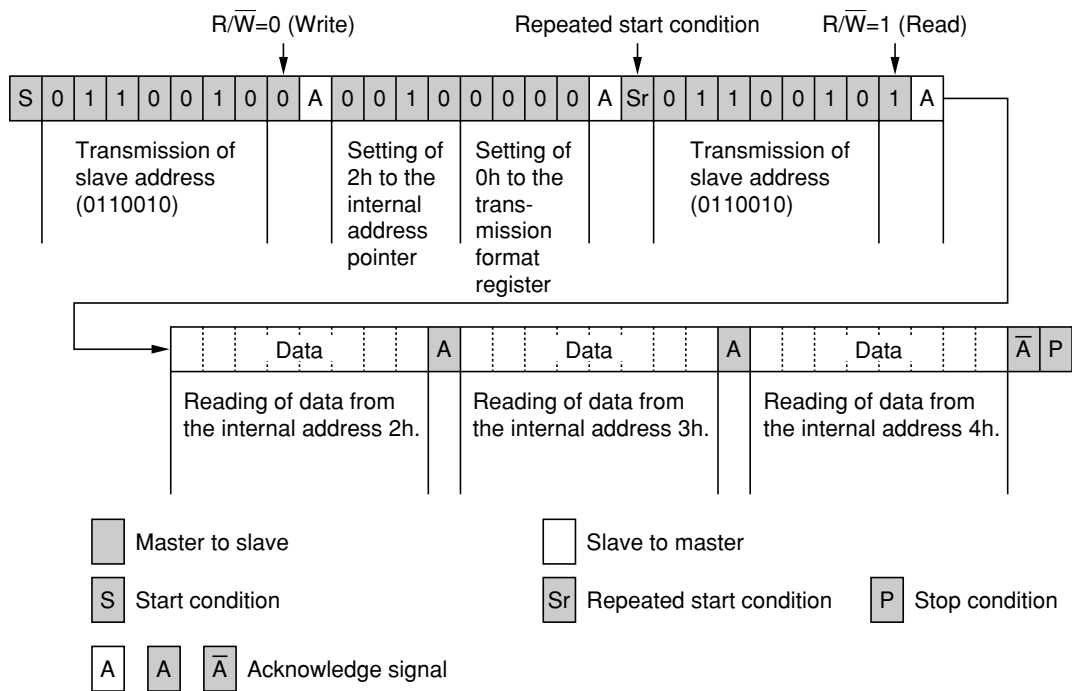 R/W̅=0 (Write) Repeated start condition R/W̅=1 (Read)
S 0 1 1 0 0 1 0 0 A 0 0 1 0 0 0 0 0 A Sr 0 1 1 0 0 1 0 1 A
Transmission of
slave address
(0110010)
Setting of
2h to the
internal
address
pointer
Setting of
0h to the
trans-
mission
format
register
Transmission of
slave address
(0110010)
Data A Data A Data A̅ P
Reading of data from
the internal address 2h.
Reading of data from
the internal address 3h.
Reading of data from
the internal address 4h.
Master to slave Slave to master
S Start condition Sr Repeated start condition P Stop condition
A A A̅ Acknowledge signal